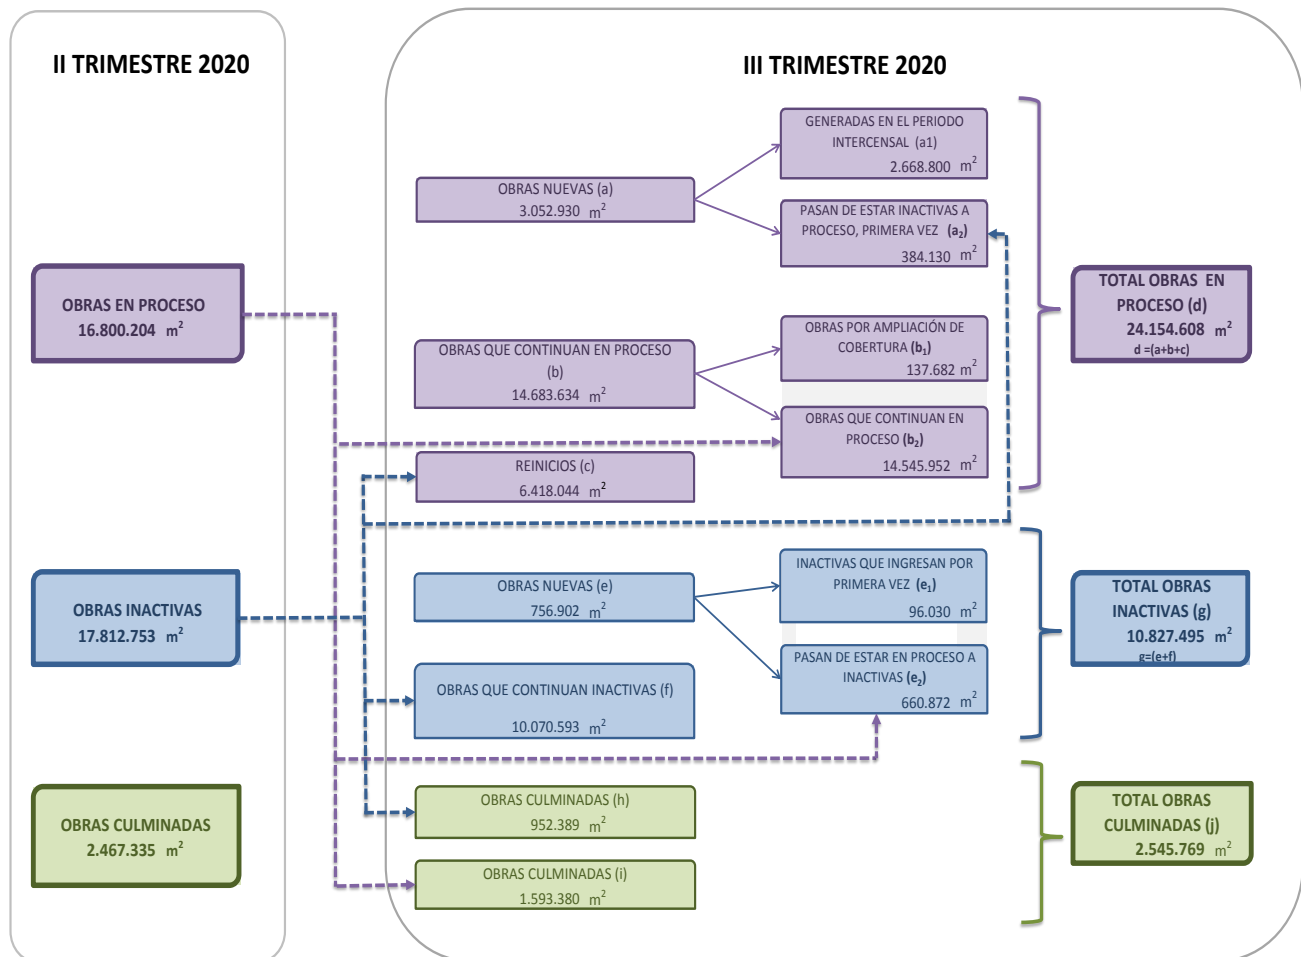 II TRIMESTRE 2020
III TRIMESTRE 2020
OBRAS EN PROCESO
16.800.204 m²
OBRAS INACTIVAS
17.812.753 m²
OBRAS CULMINADAS
2.467.335 m²
OBRAS NUEVAS (a)
3.052.930 m²
GENERADAS EN EL PERIODO
INTERCENSAL (a1)
2.668.800 m²
PASAN DE ESTAR INACTIVAS A
PROCESO, PRIMERA VEZ (a₂)
384.130 m²
OBRAS QUE CONTINUAN EN PROCESO
(b)
14.683.634 m²
OBRAS POR AMPLIACIÓN DE
COBERTURA (b₁)
137.682 m²
OBRAS QUE CONTINUAN EN
PROCESO (b₂)
14.545.952 m²
REINICIOS (c)
6.418.044 m²
TOTAL OBRAS EN
PROCESO (d)
24.154.608 m²
d =(a+b+c)
OBRAS NUEVAS (e)
756.902 m²
INACTIVAS QUE INGRESAN POR
PRIMERA VEZ (e₁)
96.030 m²
PASAN DE ESTAR EN PROCESO A
INACTIVAS (e₂)
660.872 m²
OBRAS QUE CONTINUAN INACTIVAS (f)
10.070.593 m²
TOTAL OBRAS
INACTIVAS (g)
10.827.495 m²
g=(e+f)
OBRAS CULMINADAS (h)
952.389 m²
OBRAS CULMINADAS (i)
1.593.380 m²
TOTAL OBRAS
CULMINADAS (j)
2.545.769 m²